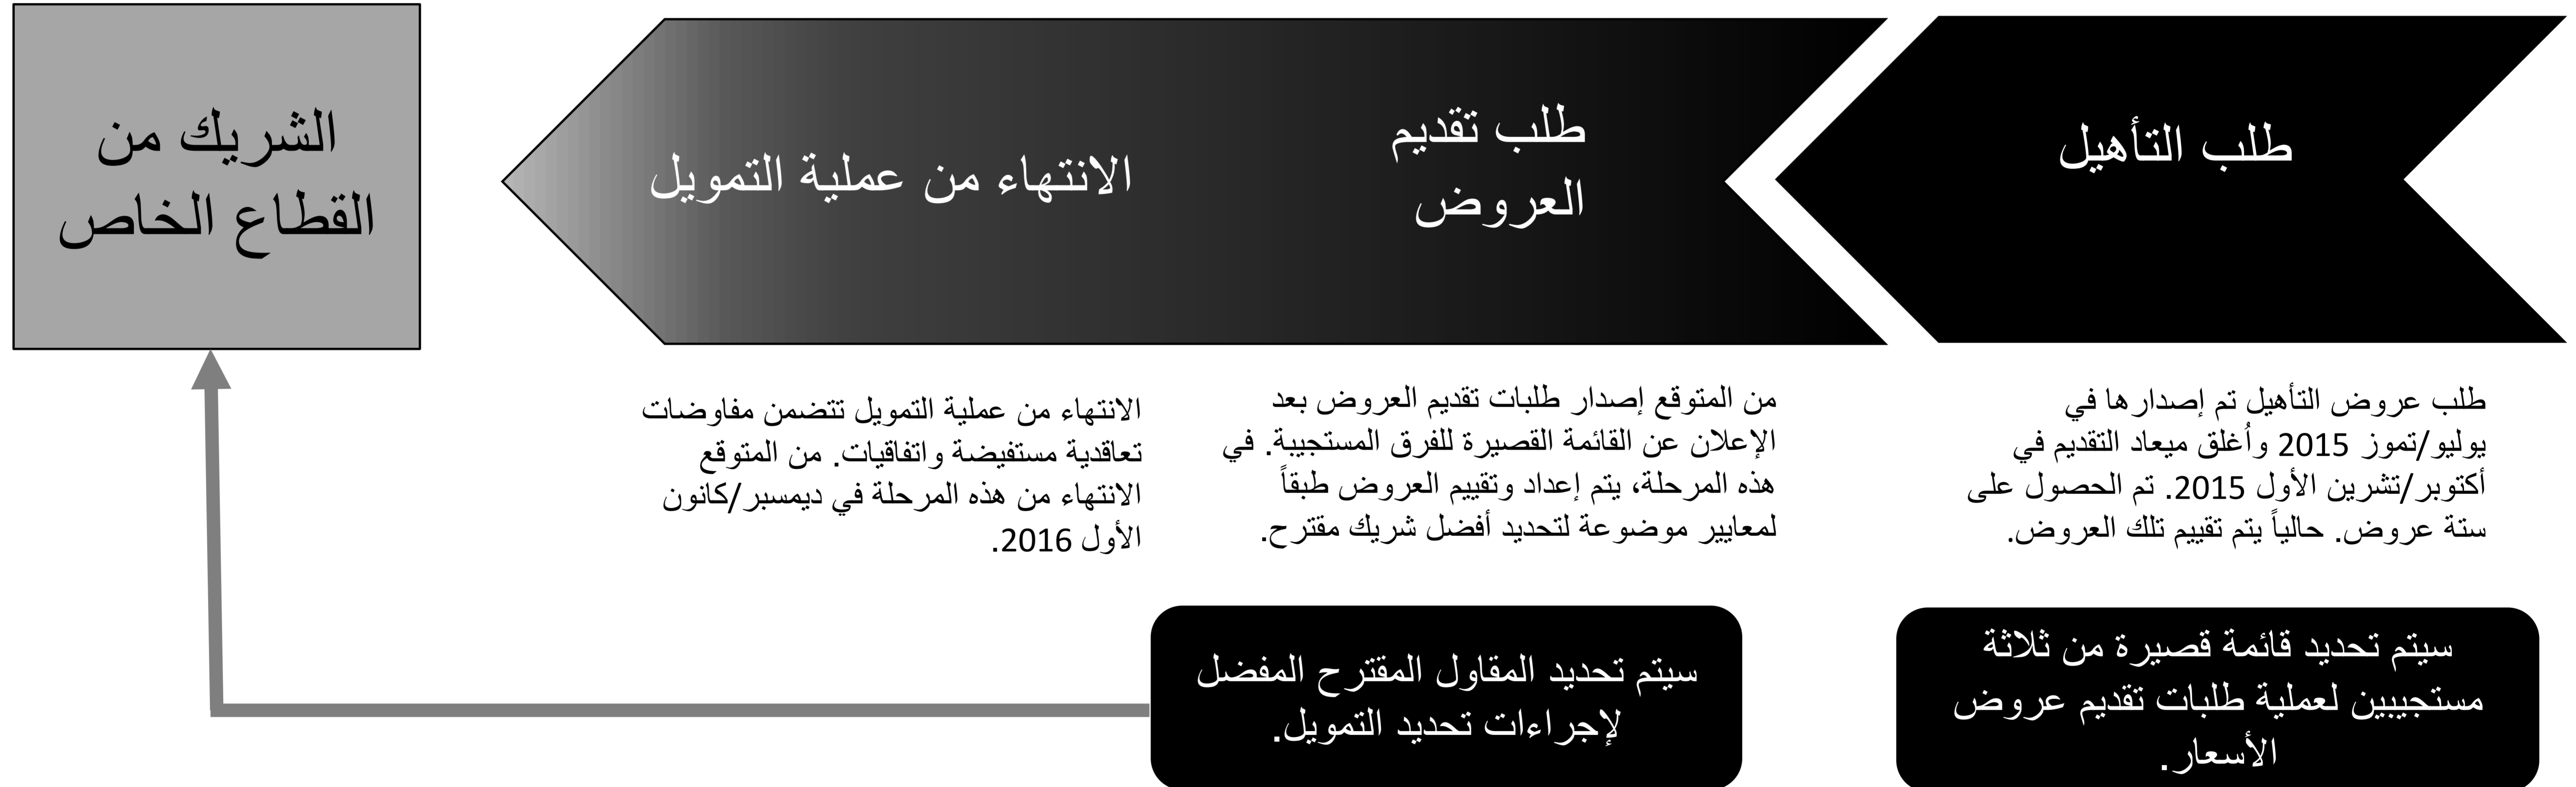 طلب التأهيل
طلب تقديم
العروض
الانتهاء من عملية التمويل
الشريك من
القطاع الخاص
طلب عروض التأهيل تم إصدارها في
يوليو/تموز 2015 واُغلق ميعاد التقديم في
أكتوبر/تشرين الأول 2015. تم الحصول على
ستة عروض. حالياً يتم تقييم تلك العروض.
من المتوقع إصدار طلبات تقديم العروض بعد
الإعلان عن القائمة القصيرة للفرق المستجيبة. في
هذه المرحلة، يتم إعداد وتقييم العروض طبقاً
لمعايير موضوعة لتحديد أفضل شريك مقترح.
الانتهاء من عملية التمويل تتضمن مفاوضات
تعاقدية مستفيضة واتفاقيات. من المتوقع
الانتهاء من هذه المرحلة في ديمسبر/كانون
الأول 2016.
سيتم تحديد قائمة قصيرة من ثلاثة
مستجيبين لعملية طلبات تقديم عروض
الأسعار.
سيتم تحديد المقاول المقترح المفضل
لإجراءات تحديد التمويل.